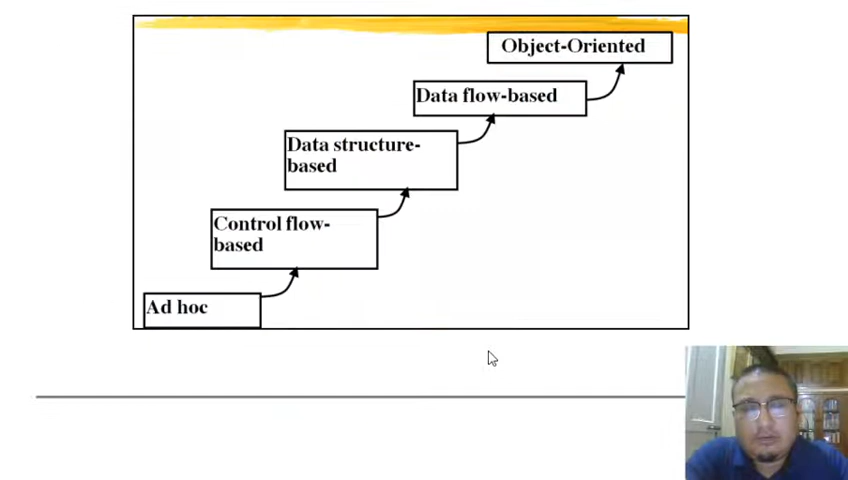 Object-Oriented
Data flow-based
Data structure-
based
Control flow-
based
Ad hoc